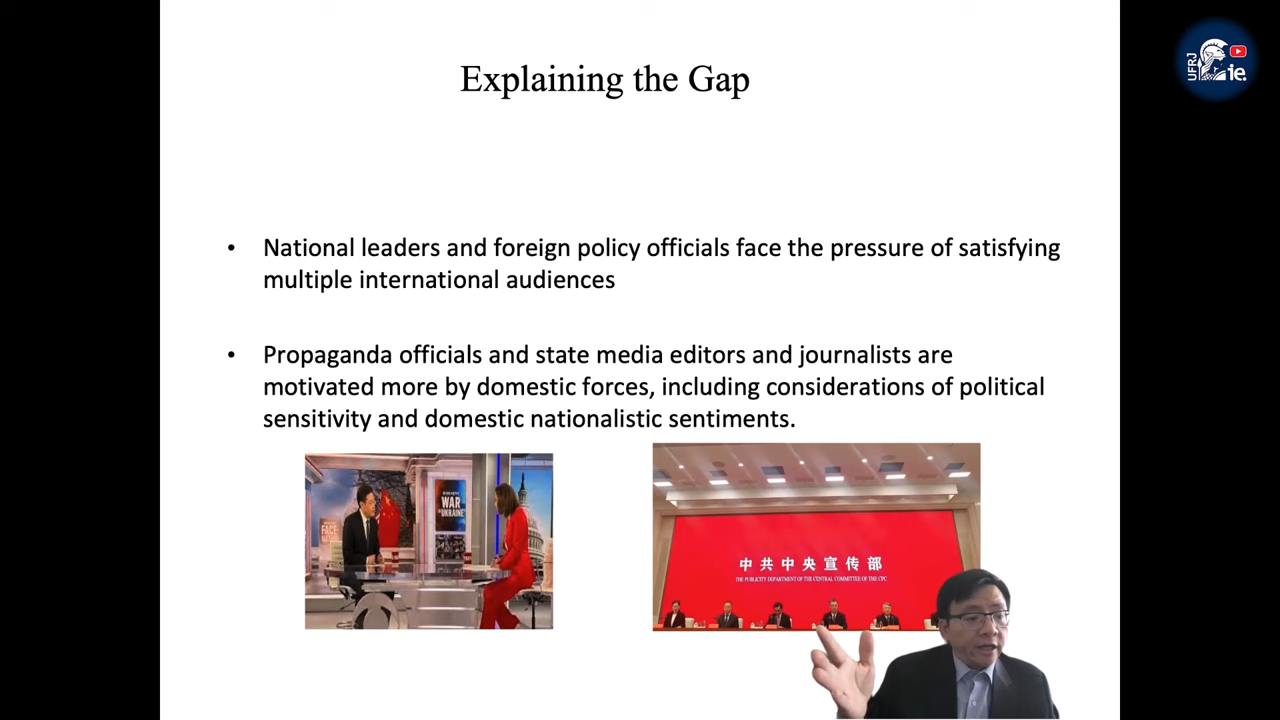 Explaining the Gap
UFRJ
ie.
• National leaders and foreign policy officials face the pressure of satisfying
multiple international audiences
• Propaganda officials and state media editors and journalists are
motivated more by domestic forces, including considerations of political
sensitivity and domestic nationalistic sentiments.
WAR
UKRAINE
FACE
中共中央宣传部
THE PUBLICITY DEPARTMENT OF THE CENTRAL COMMITTEE OF THE CPC